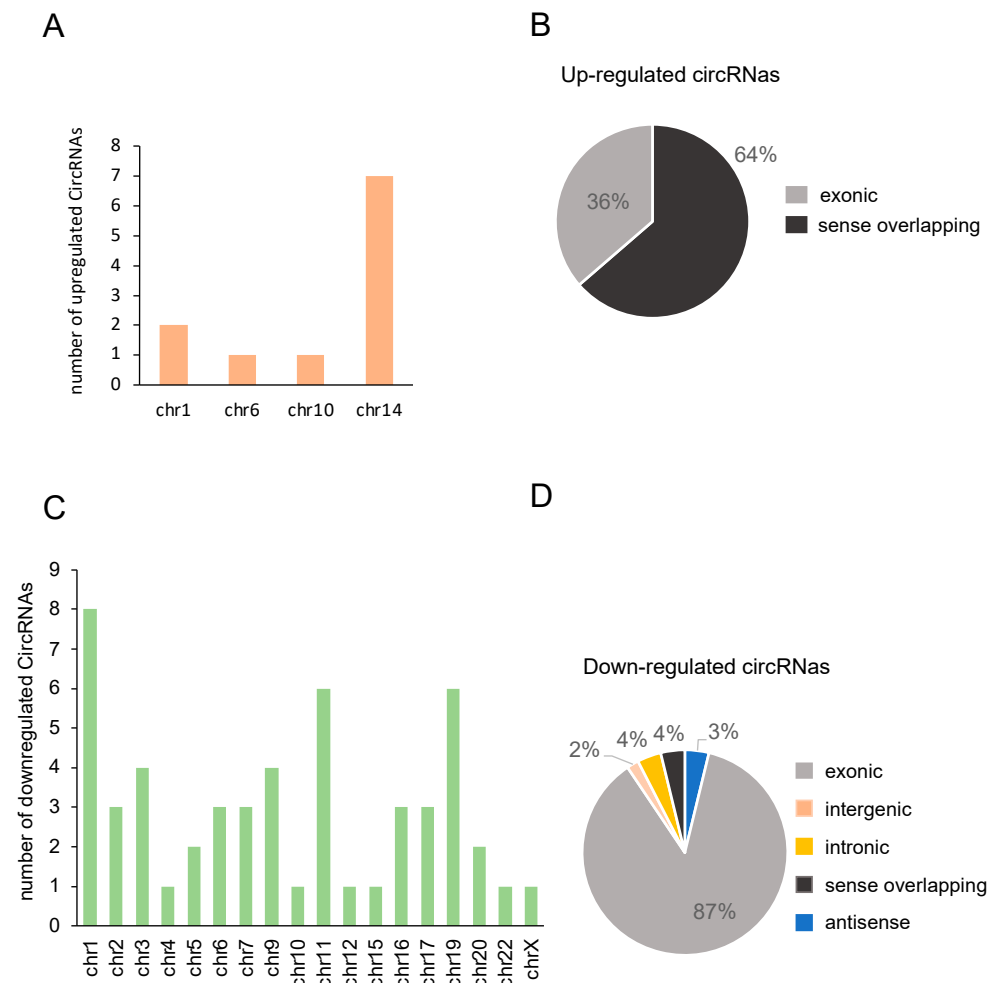 A
number of upregulated CircRNAs
8
7
6
5
4
3
2
1
0
chr1 chr6 chr10 chr14
B
Up-regulated circRNas
64%
36%
exonic
sense overlapping
C
number of downregulated CircRNAs
9
8
7
6
5
4
3
2
1
0
chr1 chr2 chr3 chr4 chr5 chr6 chr7 chr9 chr10 chr11 chr12 chr15 chr16 chr17 chr19 chr20 chr22 chrX
D
Down-regulated circRNas
2% 4% 4% 3%
87%
exonic
intergenic
intronic
sense overlapping
antisense